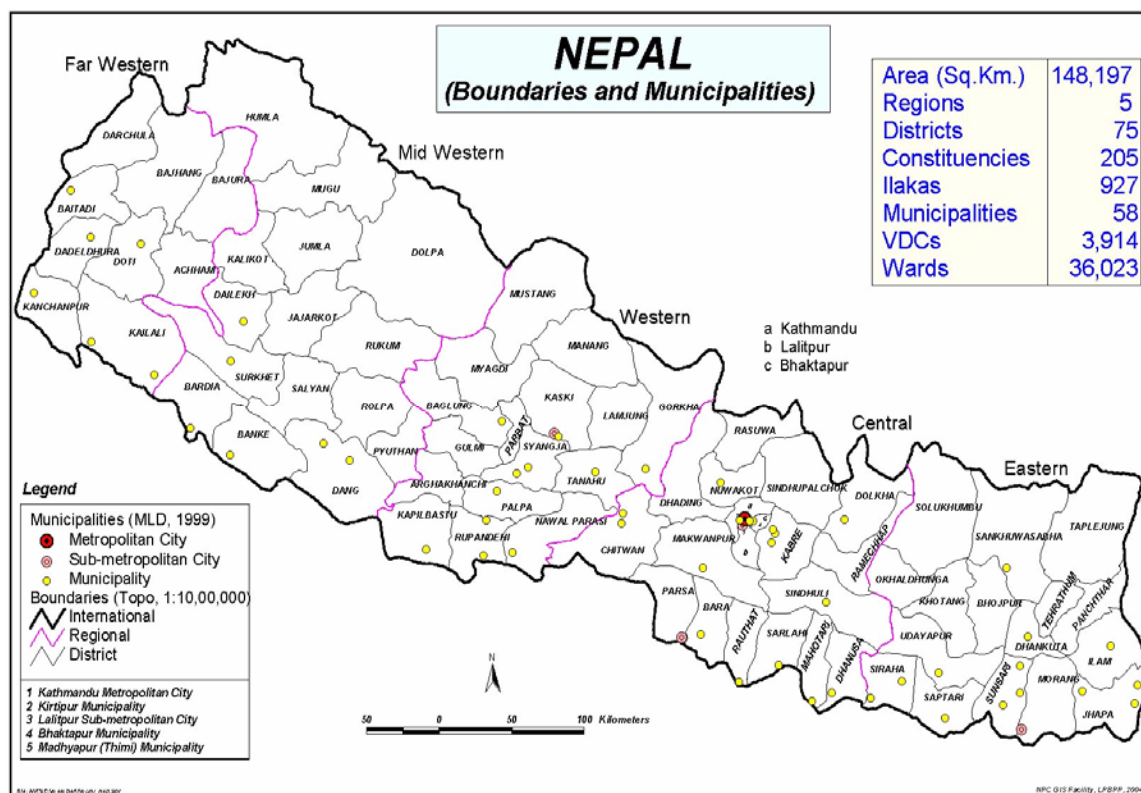 NEPAL
(Boundaries and Municipalities)
Area (Sq.Km.) 148,197
Regions 5
Districts 75
Constituencies 205
Ilakas 927
Municipalities 58
VDCs 3,914
Wards 36,023
Far Western
Mid Western
Western
Central
Eastern
a Kathmandu
b Lalitpur
c Bhaktapur
HUMLA
DARCHULA
BAJHANG
BAJURA
MUGU
BAITADI
DADELDHURA
DOTI
ACHHAM
KALIKOT
JUMLA
DOLPA
KANCHANPUR
KAILALI
DAILEKH
JAJARKOT
MUSTANG
RUKUM
MANANG
MYAGDI
BARDIA
SURKHET
SALYAN
ROLPA
BAGLUNG
PARBAT
KASKI
LAMJUNG
GORKHA
RASUWA
BANKE
DANG
PYUTHAN
GULMI
SYANGJA
ARGHAKHANCHI
TANAHU
PALPA
KAPILBASTU
RUPANDEHI
NAWAL PARASI
CHITWAN
DHADING
NUWAKOT
SINDHUPALCHUK
DOLKHA
a
c
b
KABRE
MAKWANPUR
RAMECHHAP
SOLUKHUMBU
SANKHUWASABHA
TAPLEJUNG
OKHALDHUNGA
KHOTANG
BHOJPUR
TEHRATHUM
PANCHTHAR
PARSA
BARA
RAUTHAT
SARLAHI
SINDHULI
MAHOTARI
DHANUSA
UDAYAPUR
SIRAHA
SAPTARI
DHANKUTA
SUNSARI
MORANG
ILAM
JHAPA
Legend
Municipalities (MLD, 1999)
Metropolitan City
Sub-metropolitan City
Municipality
Boundaries (Topo, 1:10,00,000)
International
Regional
District
1 Kathmandu Metropolitan City
2 Kirtipur Municipality
3 Lalitpur Sub-metropolitan City
4 Bhaktapur Municipality
5 Madhyapur (Thimi) Municipality
N
50 0 50 100 Kilometers
NPC GIS Facility, LPBPP, 2004